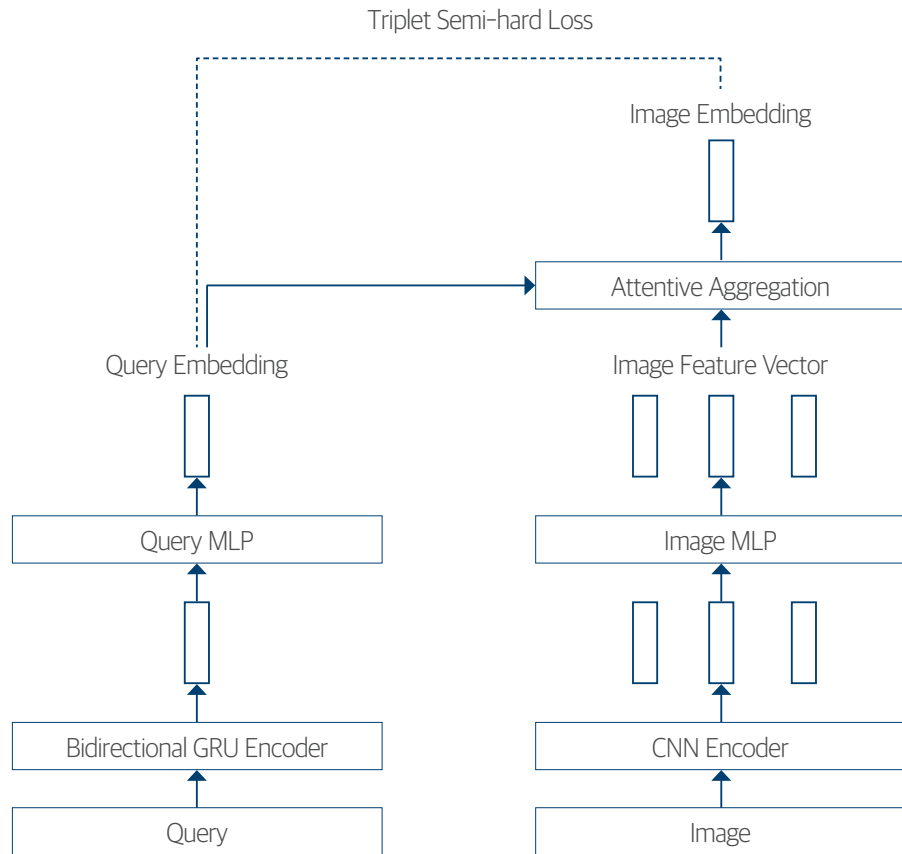 Triplet Semi-hard Loss
Image Embedding
Attentive Aggregation
Query Embedding
Image Feature Vector
Query MLP
Image MLP
Bidirectional GRU Encoder
CNN Encoder
Query
Image